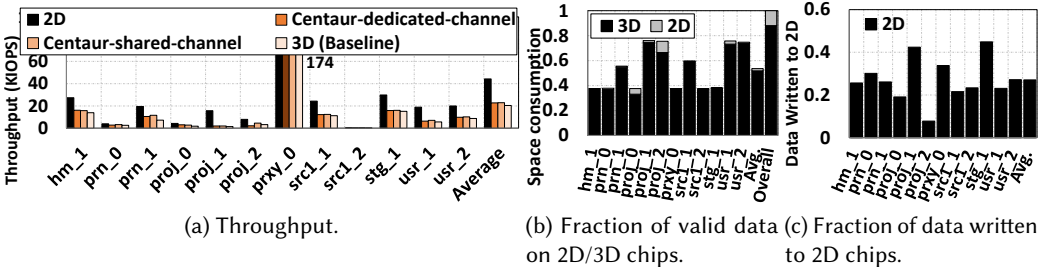 Throughput (KIOPS)
80
60
40
20
0
2D
Centaur-dedicated-channel
Centaur-shared-channel
3D (Baseline)
174
hm_1
prn_0
prn_1
proj_0
proj_1
proj_2
prxy_0
src1_1
src1_2
stg_1
usr_1
usr_2
Average
(a) Throughput.
Space consumption
1
0.8
0.6
0.4
0.2
0
3D
2D
hm_1
prn_0
prn_1
proj_0
proj_1
proj_2
prxy_0
src1_1
src1_2
stg_1
usr_1
usr_2
Avg.
Overall
(b) Fraction of valid data
on 2D/3D chips.
Data Written to 2D
0.6
0.4
0.2
0
2D
hm_1
prn_0
prn_1
proj_0
proj_1
proj_2
prxy_0
src1_1
src1_2
stg_1
usr_1
usr_2
Avg.
(c) Fraction of data written
to 2D chips.